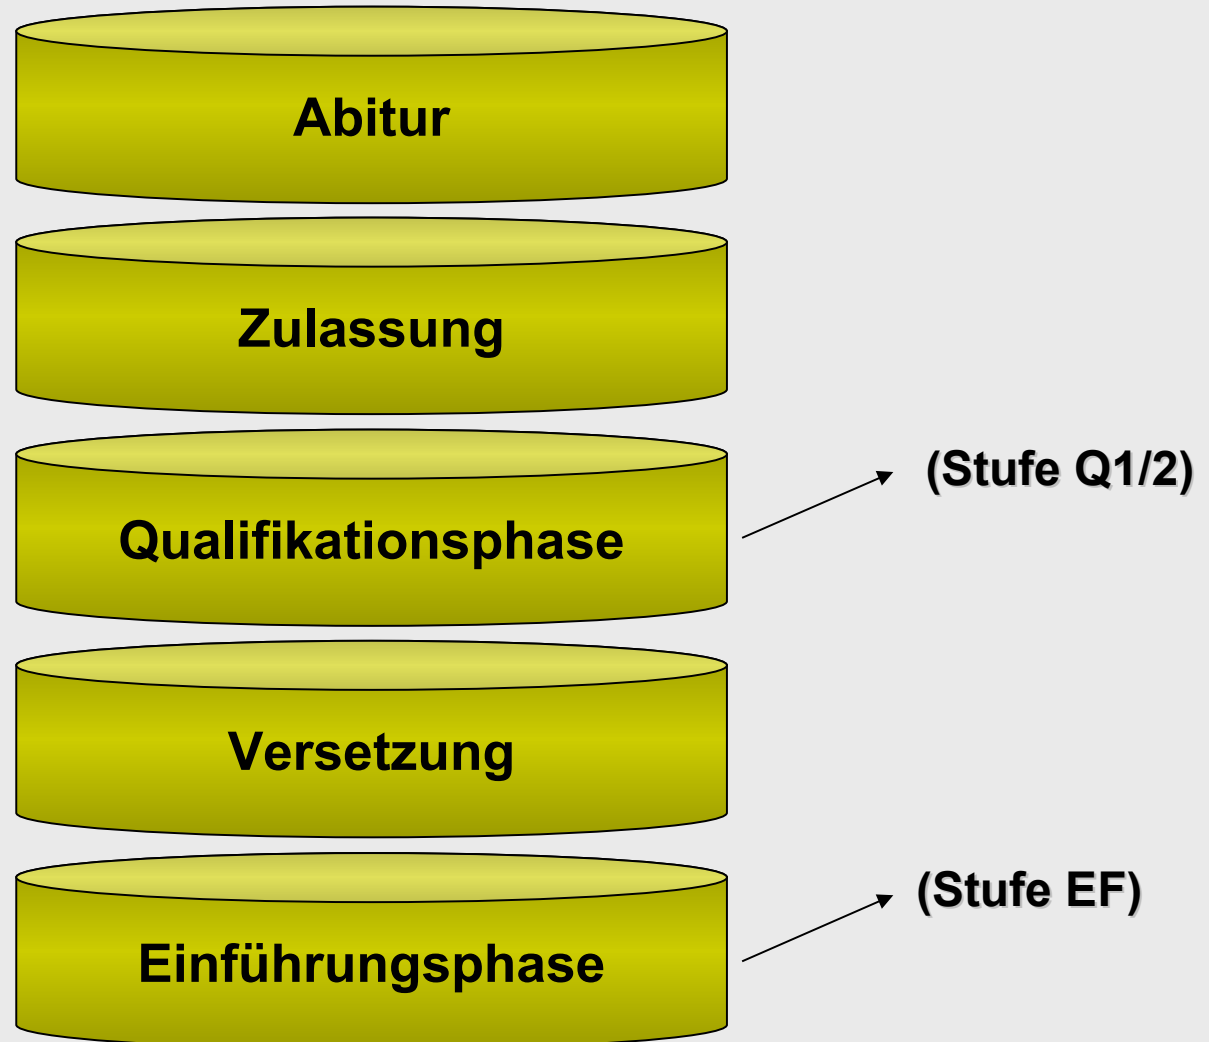 Abitur
Zulassung
Qualifikationsphase
(Stufe Q1/2)
Versetzung
Einführungsphase
(Stufe EF)